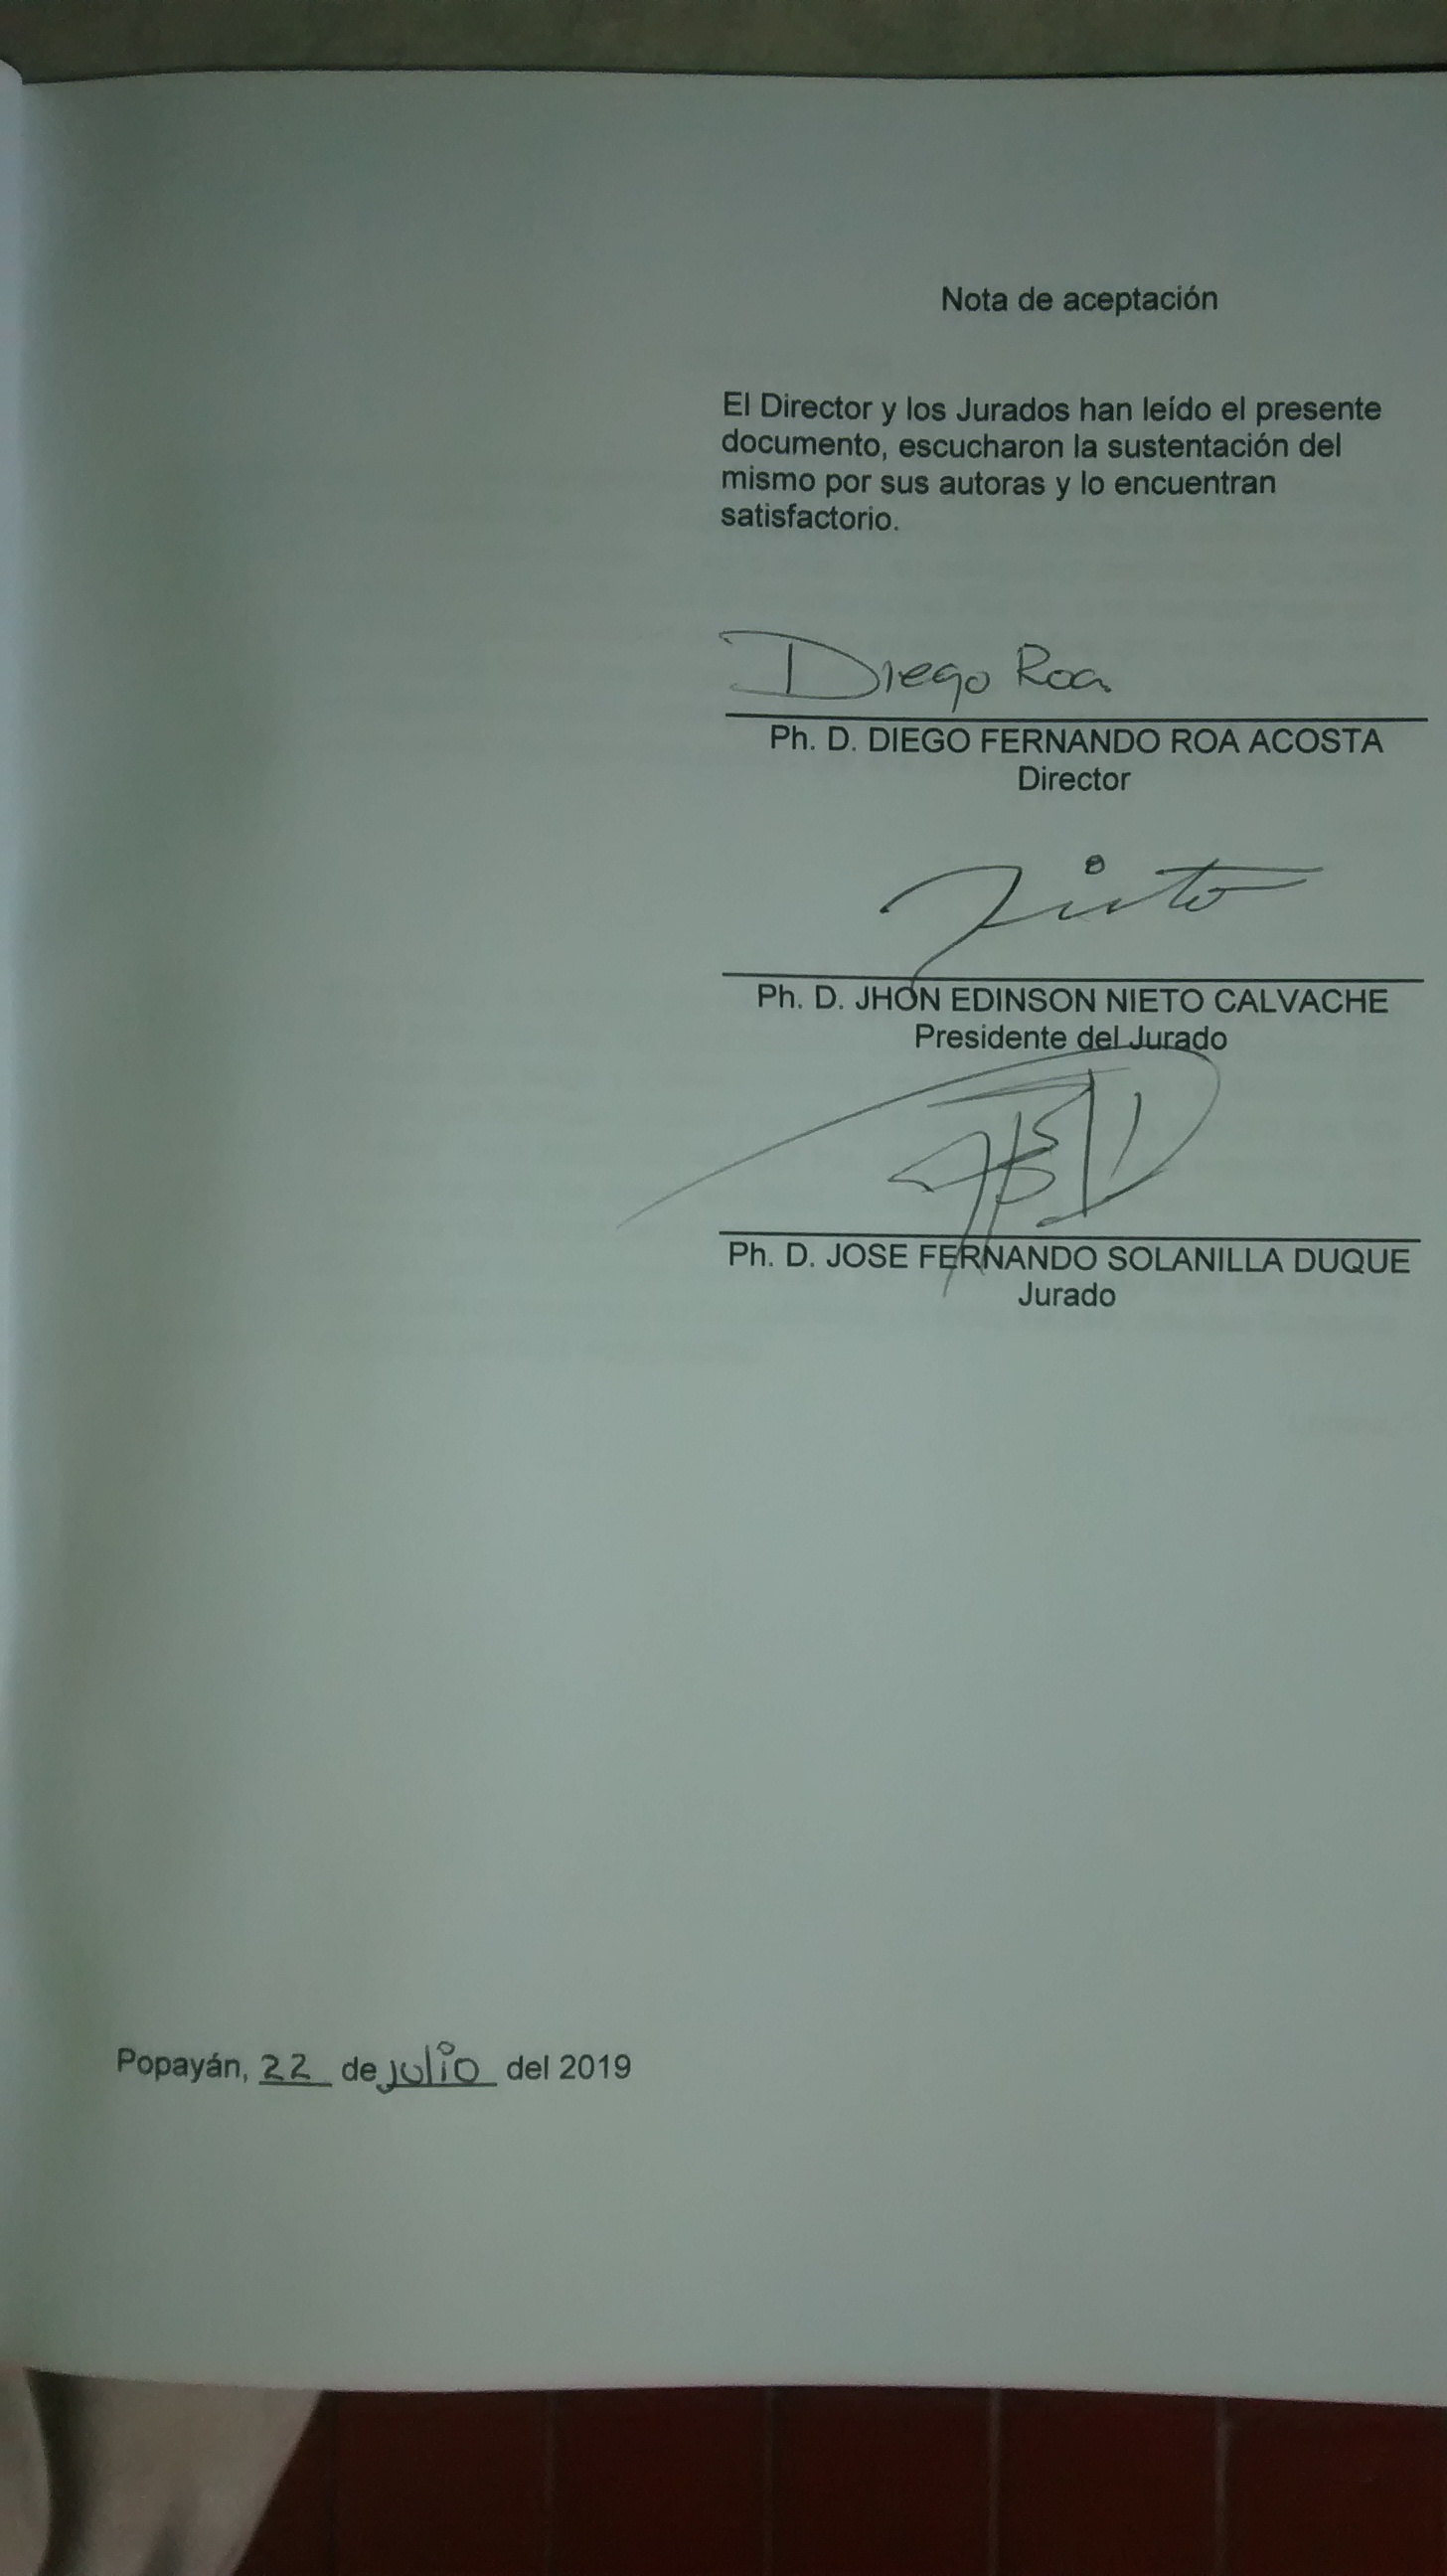 Nota de aceptación
El Director y los Jurados han leído el presente
documento, escucharon la sustentación del
mismo por sus autoras y lo encuentran
satisfactorio.
Diego Roa
Ph. D. DIEGO FERNANDO ROA ACOSTA
Director
Nieto
Ph. D. JHON EDINSON NIETO CALVACHE
Presidente del Jurado
Ph. D. JOSE FERNANDO SOLANILLA DUQUE
Jurado
Popayán, 22 de julio del 2019